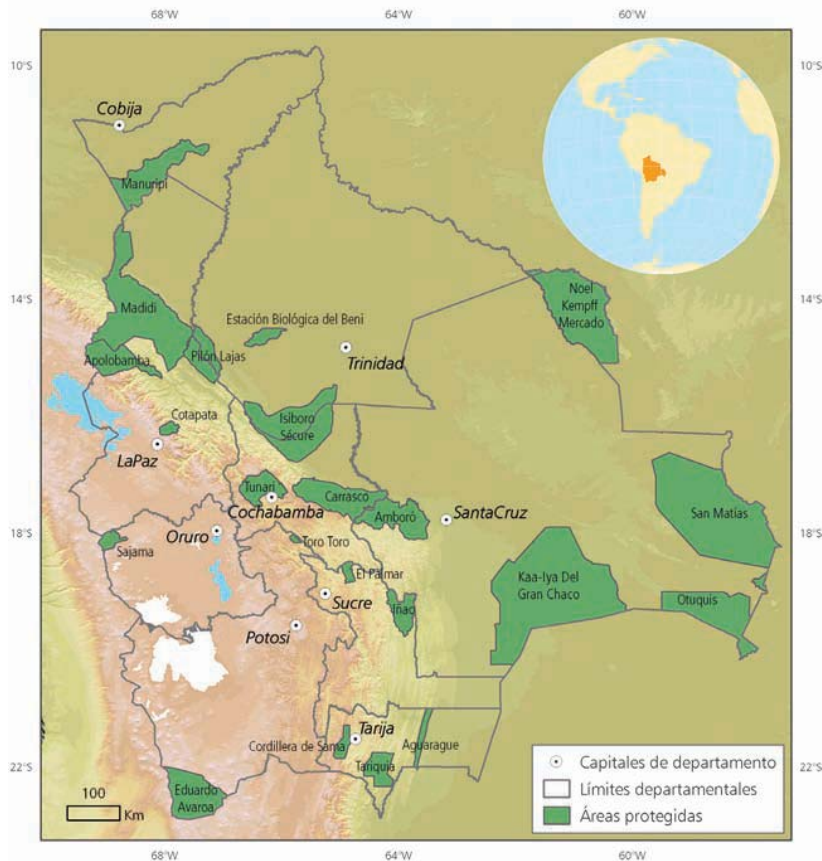 68°W
64°W
60°W
10°S
10°S
Cobija
Manuripi
14°S
14°S
Madidi
Noel
Kempff
Mercado
Estación Biológica del Beni
Trinidad
Apolobamba
Pilón Lajas
Cotapata
Isiboro
Sécure
LaPaz
Tunari
Carrasco
Cochabamba
Amboró
SantaCruz
San Matías
18°S
18°S
Sajama
Oruro
Toro Toro
El Palmar
Kaa-Iya Del
Gran Chaco
Sucre
Iñao
Otuquis
Potosi
Tarija
Cordillera de Sama
Aguarague
Tariquía
22°S
22°S
Eduardo
Avaroa
100
Km
Capitales de departamento
Límites departamentales
Áreas protegidas
68°W
64°W
60°W